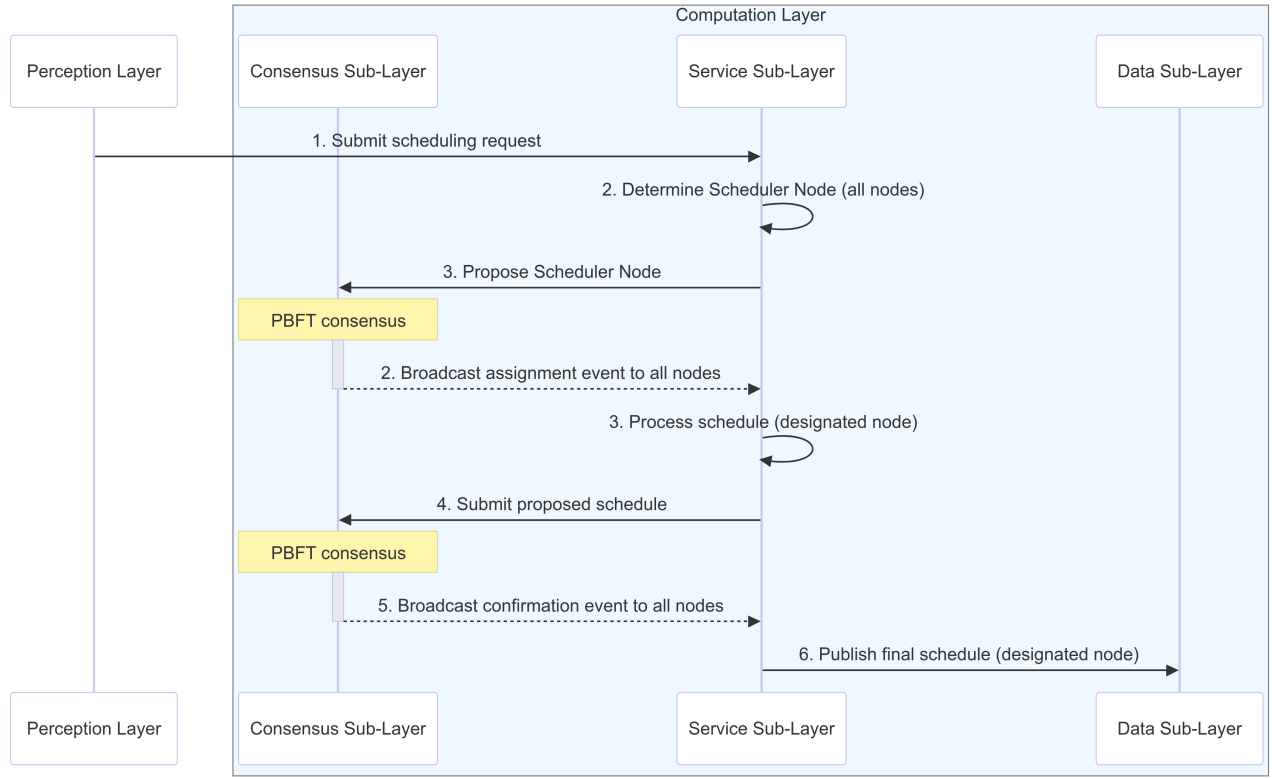 Computation Layer
Perception Layer
Consensus Sub-Layer
Service Sub-Layer
Data Sub-Layer
1. Submit scheduling request
2. Determine Scheduler Node (all nodes)
3. Propose Scheduler Node
PBFT consensus
2. Broadcast assignment event to all nodes
3. Process schedule (designated node)
4. Submit proposed schedule
PBFT consensus
5. Broadcast confirmation event to all nodes
6. Publish final schedule (designated node)
Perception Layer
Consensus Sub-Layer
Service Sub-Layer
Data Sub-Layer